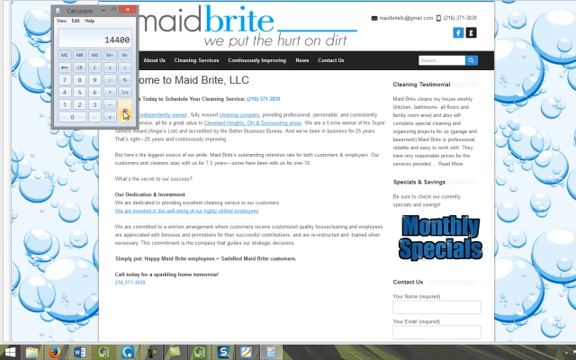 Calculator
View Edit Help
14400
MC MR MS M+ M-
CE C
7 8 9 / %
4 5 6 * 1/x
1 2 3 -
0 . +
maidbrite
we put the hurt on dirt
maidbritellc@gmail.com (216) 371-3839
About Us Cleaning Services Continuously Improving News Contact Us
Search...
ome to Maid Brite, LLC
s Today to Schedule Your Cleaning Service: (216) 371-3839
independently owned , fully insured cleaning company, providing professional, personable, and consistently
service, all for a great value to Cleveland Heights, OH & Surrounding areas. We are a 5-time winner of the Super
Service Award (Angie's List) and accredited by the Better Business Bureau. And we've been in business for 25 years.
That's right—25 years and continuously improving.
But here's the biggest source of our pride: Maid Brite's outstanding retention rate for both customers & employees. Our
customers and cleaners stay with us for 7.5 years—some have been with us for over 10.
What's the secret to our success?
Our Dedication & Investment
We are dedicated to providing excellent cleaning service to our customers
We are invested in the well being of our highly skilled employees
We are committed to a win/win arrangement where customers receive customized quality housecleaning and employees
are appreciated with bonuses and promotions for their successful contributions, and are re-instructed and re-trained when
necessary. This commitment is the compass that guides our strategic decisions.
Simply put: Happy Maid Brite employees = Satisfied Maid Brite customers.
Call today for a sparkling home tomorrow!
216-371-3839
Cleaning Testimonial
Maid Brite cleans my house weekly
(kitchen, bathrooms, all floors and
family room area) and also will
complete special cleaning and
organizing projects for us (garage and
basement) Maid Brite is professional,
reliable and easy to work with. They
have very reasonable prices for the
services provided. ... Read More
Specials & Savings
Be sure to check our currently
specials and savings!
Monthly
Specials
Contact Us
Your Name (required)
Your Email (required)